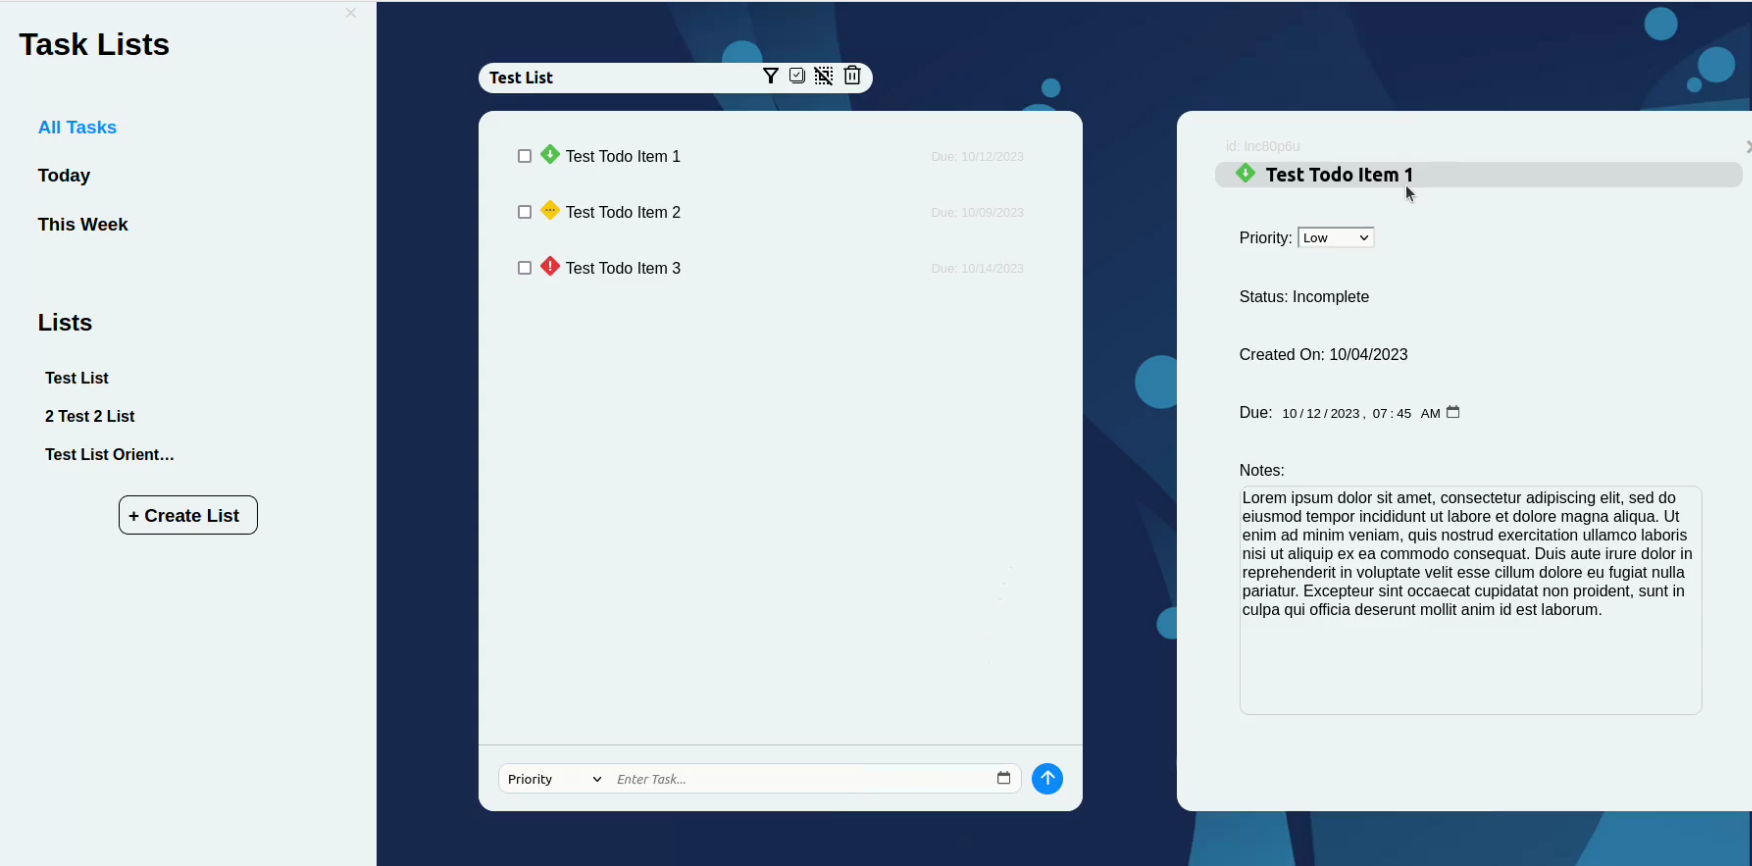 Task Lists
All Tasks
Today
This Week
Lists
Test List
2 Test 2 List
Test List Orient…
+ Create List
Test List
Test Todo Item 1 Due: 10/12/2023
Test Todo Item 2 Due: 10/09/2023
Test Todo Item 3 Due: 10/14/2023
Priority Enter Task...
id: lnc80p6u
Test Todo Item 1
Priority: Low
Status: Incomplete
Created On: 10/04/2023
Due: 10/12/2023, 07:45 AM
Notes:
Lorem ipsum dolor sit amet, consectetur adipiscing elit, sed do
eiusmod tempor incididunt ut labore et dolore magna aliqua. Ut
enim ad minim veniam, quis nostrud exercitation ullamco laboris
nisi ut aliquip ex ea commodo consequat. Duis aute irure dolor in
reprehenderit in voluptate velit esse cillum dolore eu fugiat nulla
pariatur. Excepteur sint occaecat cupidatat non proident, sunt in
culpa qui officia deserunt mollit anim id est laborum.